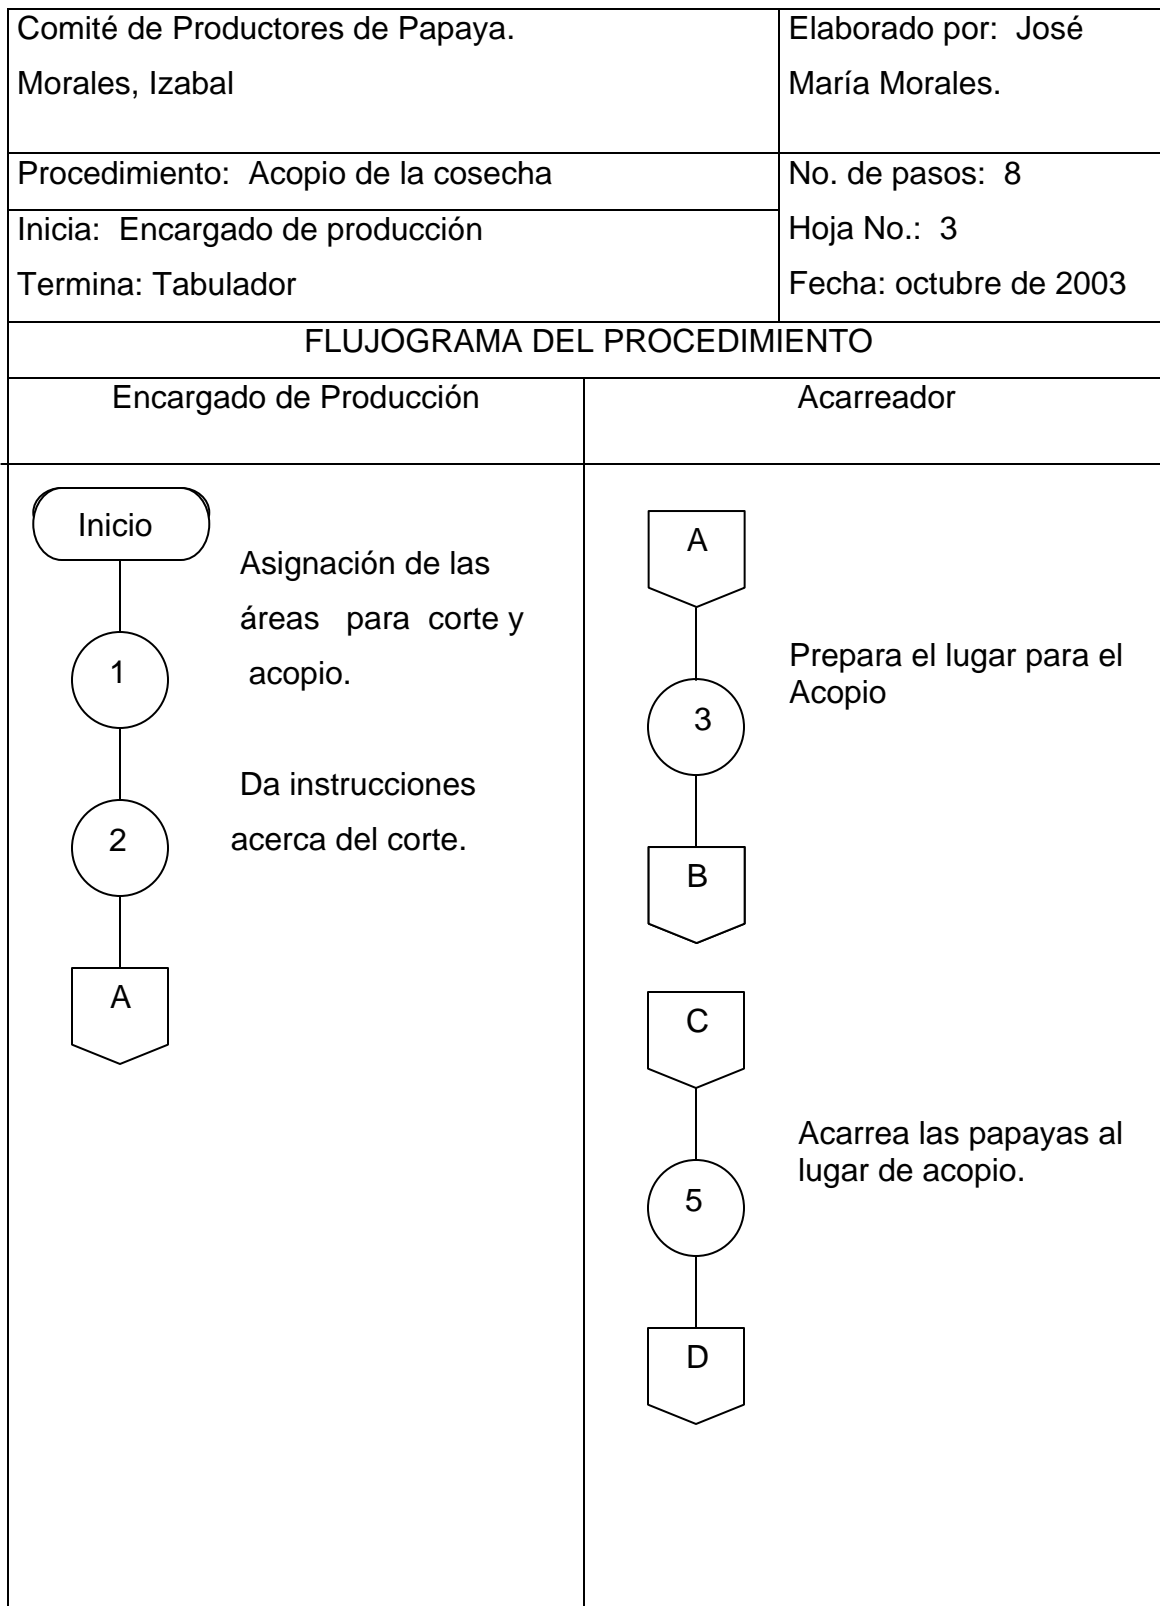 Comité de Productores de Papaya.
Morales, Izabal
Elaborado por: José
María Morales.
Procedimiento: Acopio de la cosecha
Inicia: Encargado de producción
Termina: Tabulador
No. de pasos: 8
Hoja No.: 3
Fecha: octubre de 2003
FLUJOGRAMA DEL PROCEDIMIENTO
Encargado de Producción
Acarreador
Inicio
Asignación de las
áreas para corte y
acopio.
1
Da instrucciones
acerca del corte.
2
A
A
Prepara el lugar para el
Acopio
3
B
C
Acarrea las papayas al
lugar de acopio.
5
D